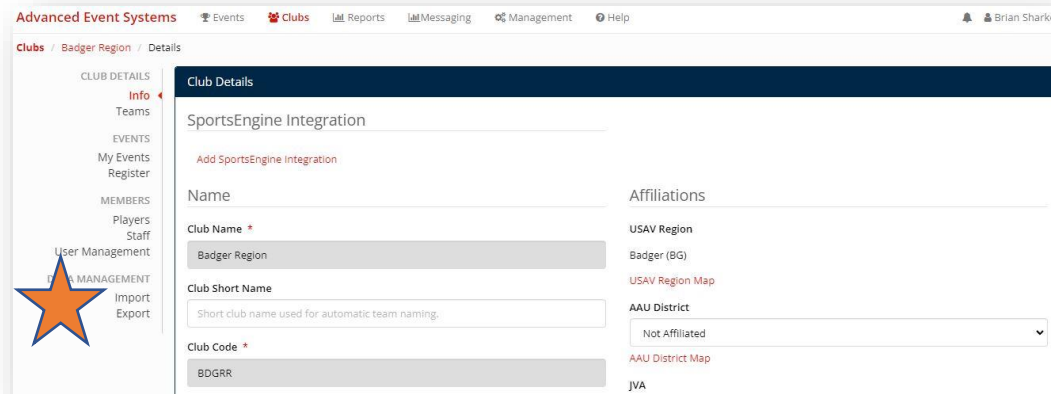 Advanced Event Systems Events Clubs Reports Messaging Management Help Brian Shark
Clubs / Badger Region / Details
CLUB DETAILS
Info
Teams
EVENTS
My Events
Register
MEMBERS
Players
Staff
User Management
MANAGEMENT
Import
Export
Club Details
SportsEngine Integration
Add SportsEngine Integration
Name
Club Name *
Badger Region
Club Short Name
Short club name used for automatic team naming.
Club Code *
BDGRR
Affiliations
USAV Region
Badger (BG)
USAV Region Map
AAU District
Not Affiliated
AAU District Map
JVA